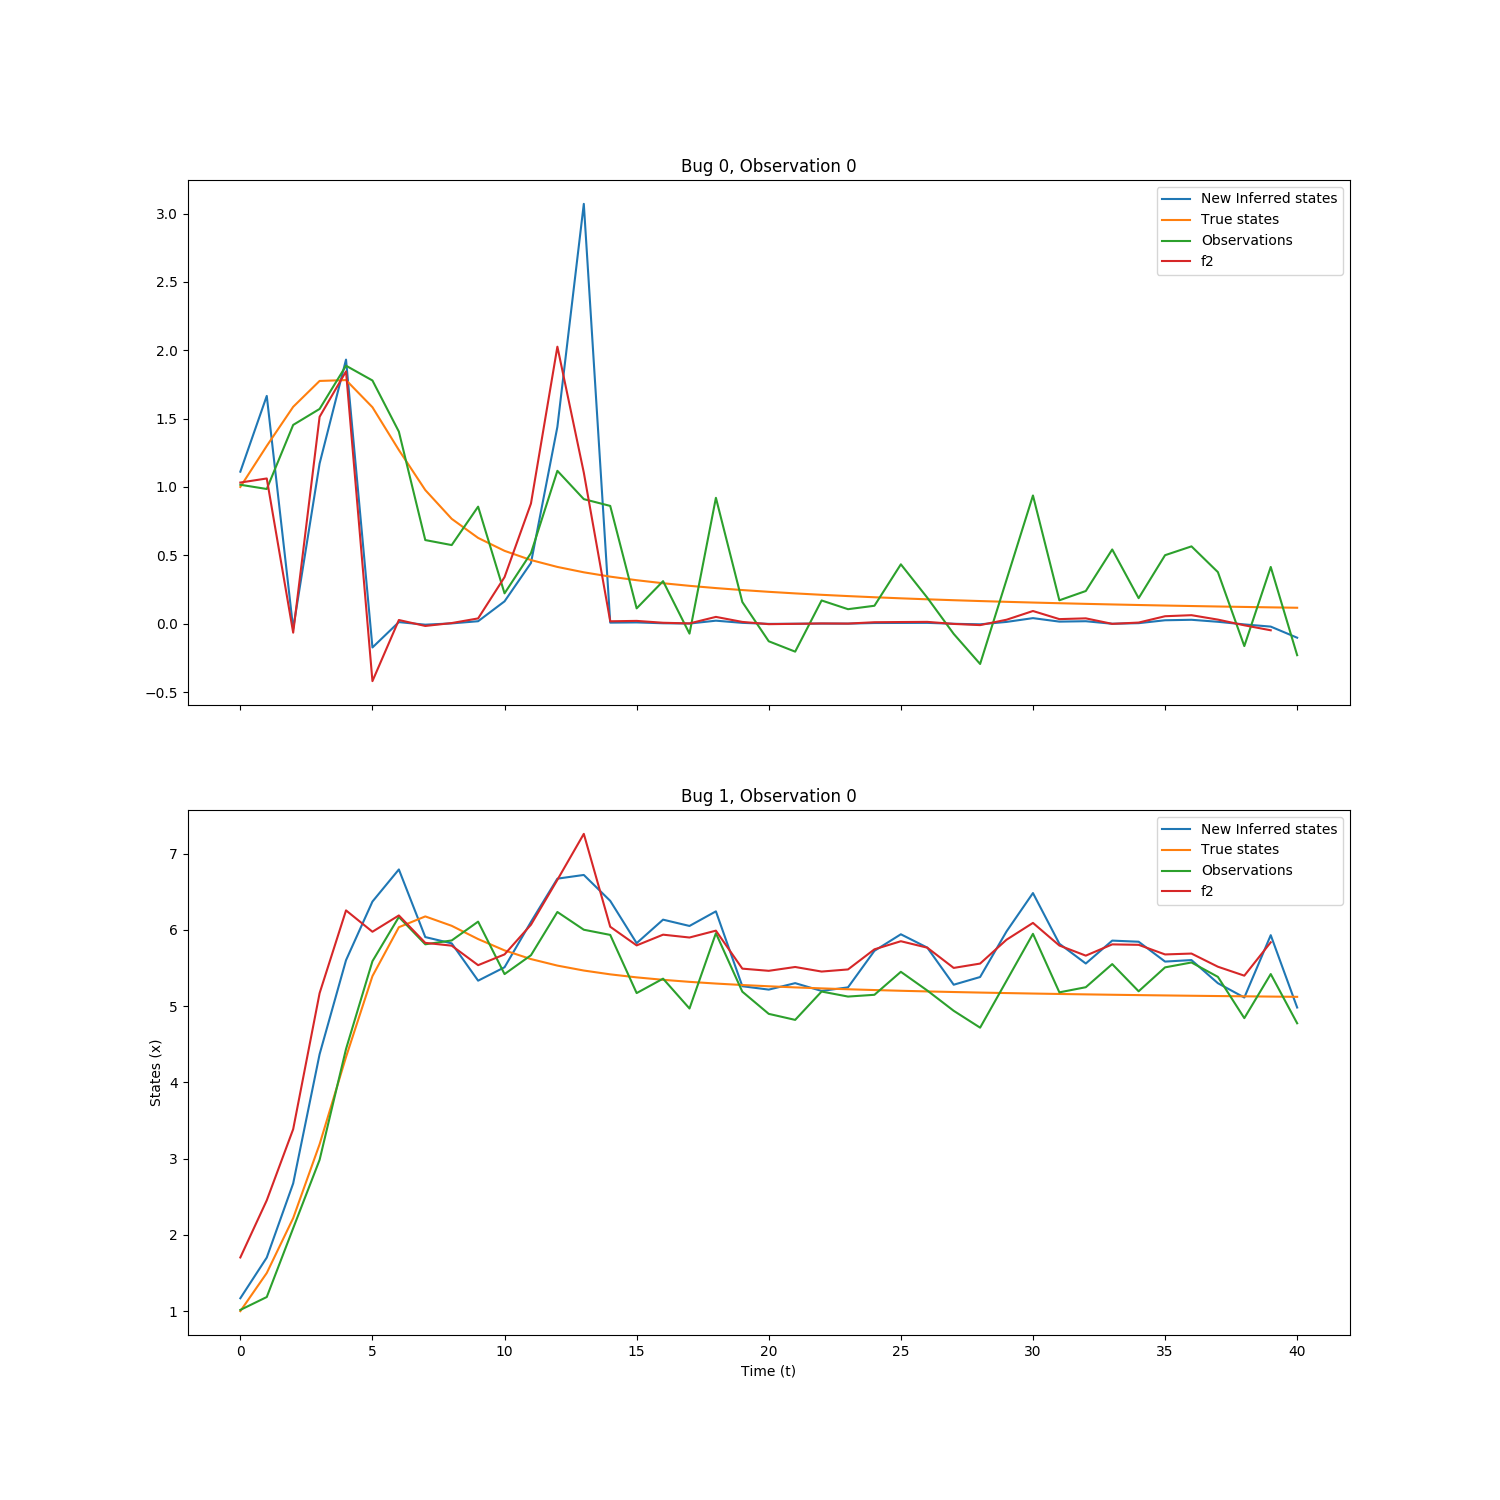 Bug 0, Observation 0
New Inferred states
True states
Observations
f2
3.0
2.5
2.0
1.5
1.0
0.5
0.0
−0.5
Bug 1, Observation 0
New Inferred states
True states
Observations
f2
7
6
5
4
3
2
1
States (x)
0 5 10 15 20 25 30 35 40
Time (t)